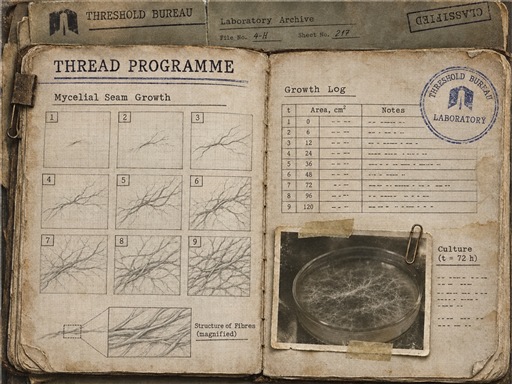 THRESHOLD BUREAU
Laboratory Archive
File No. 4-H Sheet No. 217
CLASSIFIED
THREAD PROGRAMME
Mycelial Seam Growth
1 2 3
4 5 6
7 8 9
Structure of Fibres
(magnified)
Growth Log
THRESHOLD BUREAU
LABORATORY
t Area, cm² Notes
1 0
2 6
3 12
4 24
5 36
6 48
7 72
8 96
9 120
Culture
(t = 72 h)